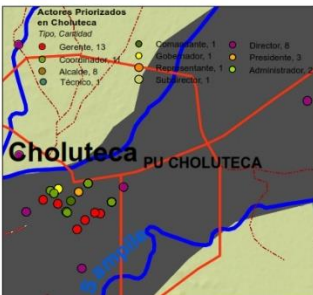 Actores Priorizados
en Choluteca
Tipo, Cantidad
Gerente, 13
Coordinador, 11
Alcalde, 8
Técnico, 1
Comandante, 1
Gobernador, 1
Representante, 1
Subdirector, 1
Director, 8
Presidente, 3
Administrador, 2
Choluteca
PU CHOLUTECA